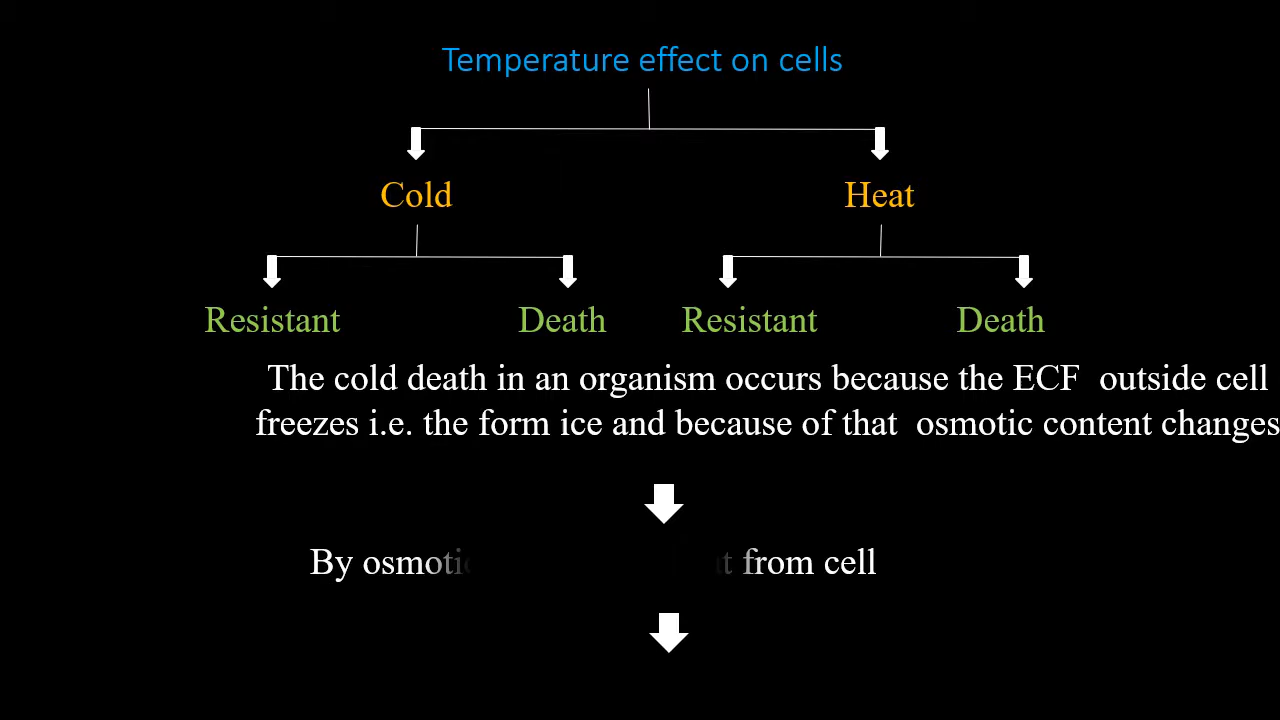 Temperature effect on cells
Cold Heat
Resistant Death Resistant Death
The cold death in an organism occurs because the ECF outside cell
freezes i.e. the form ice and because of that osmotic content changes
By from cell